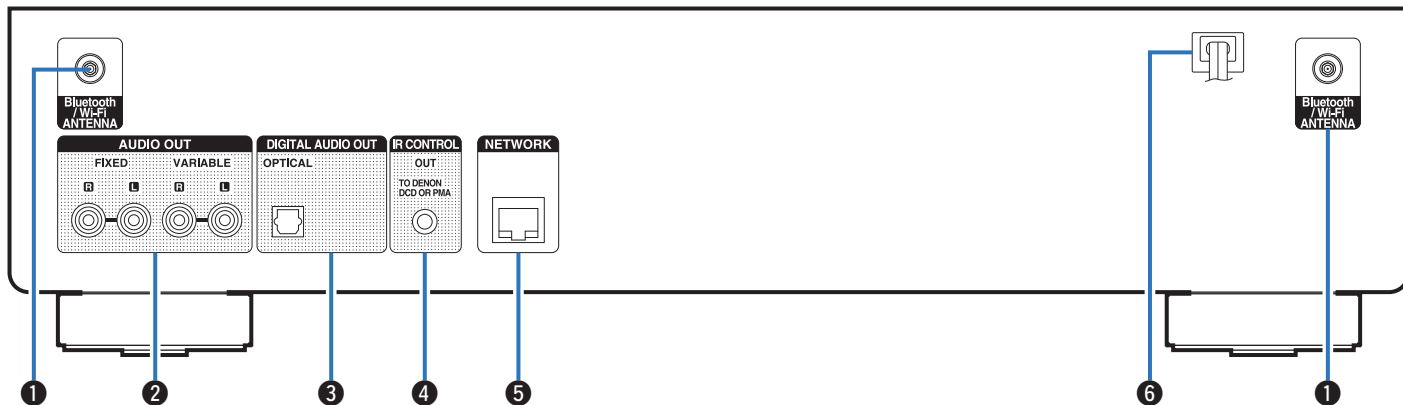 Bluetooth
/ Wi-Fi
ANTENNA
Bluetooth
/ Wi-Fi
ANTENNA
AUDIO OUT
FIXED VARIABLE
R L R L
DIGITAL AUDIO OUT
OPTICAL
IR CONTROL
OUT
TO DENON
DCD OR PMA
NETWORK
1 2 3 4 5 6 1